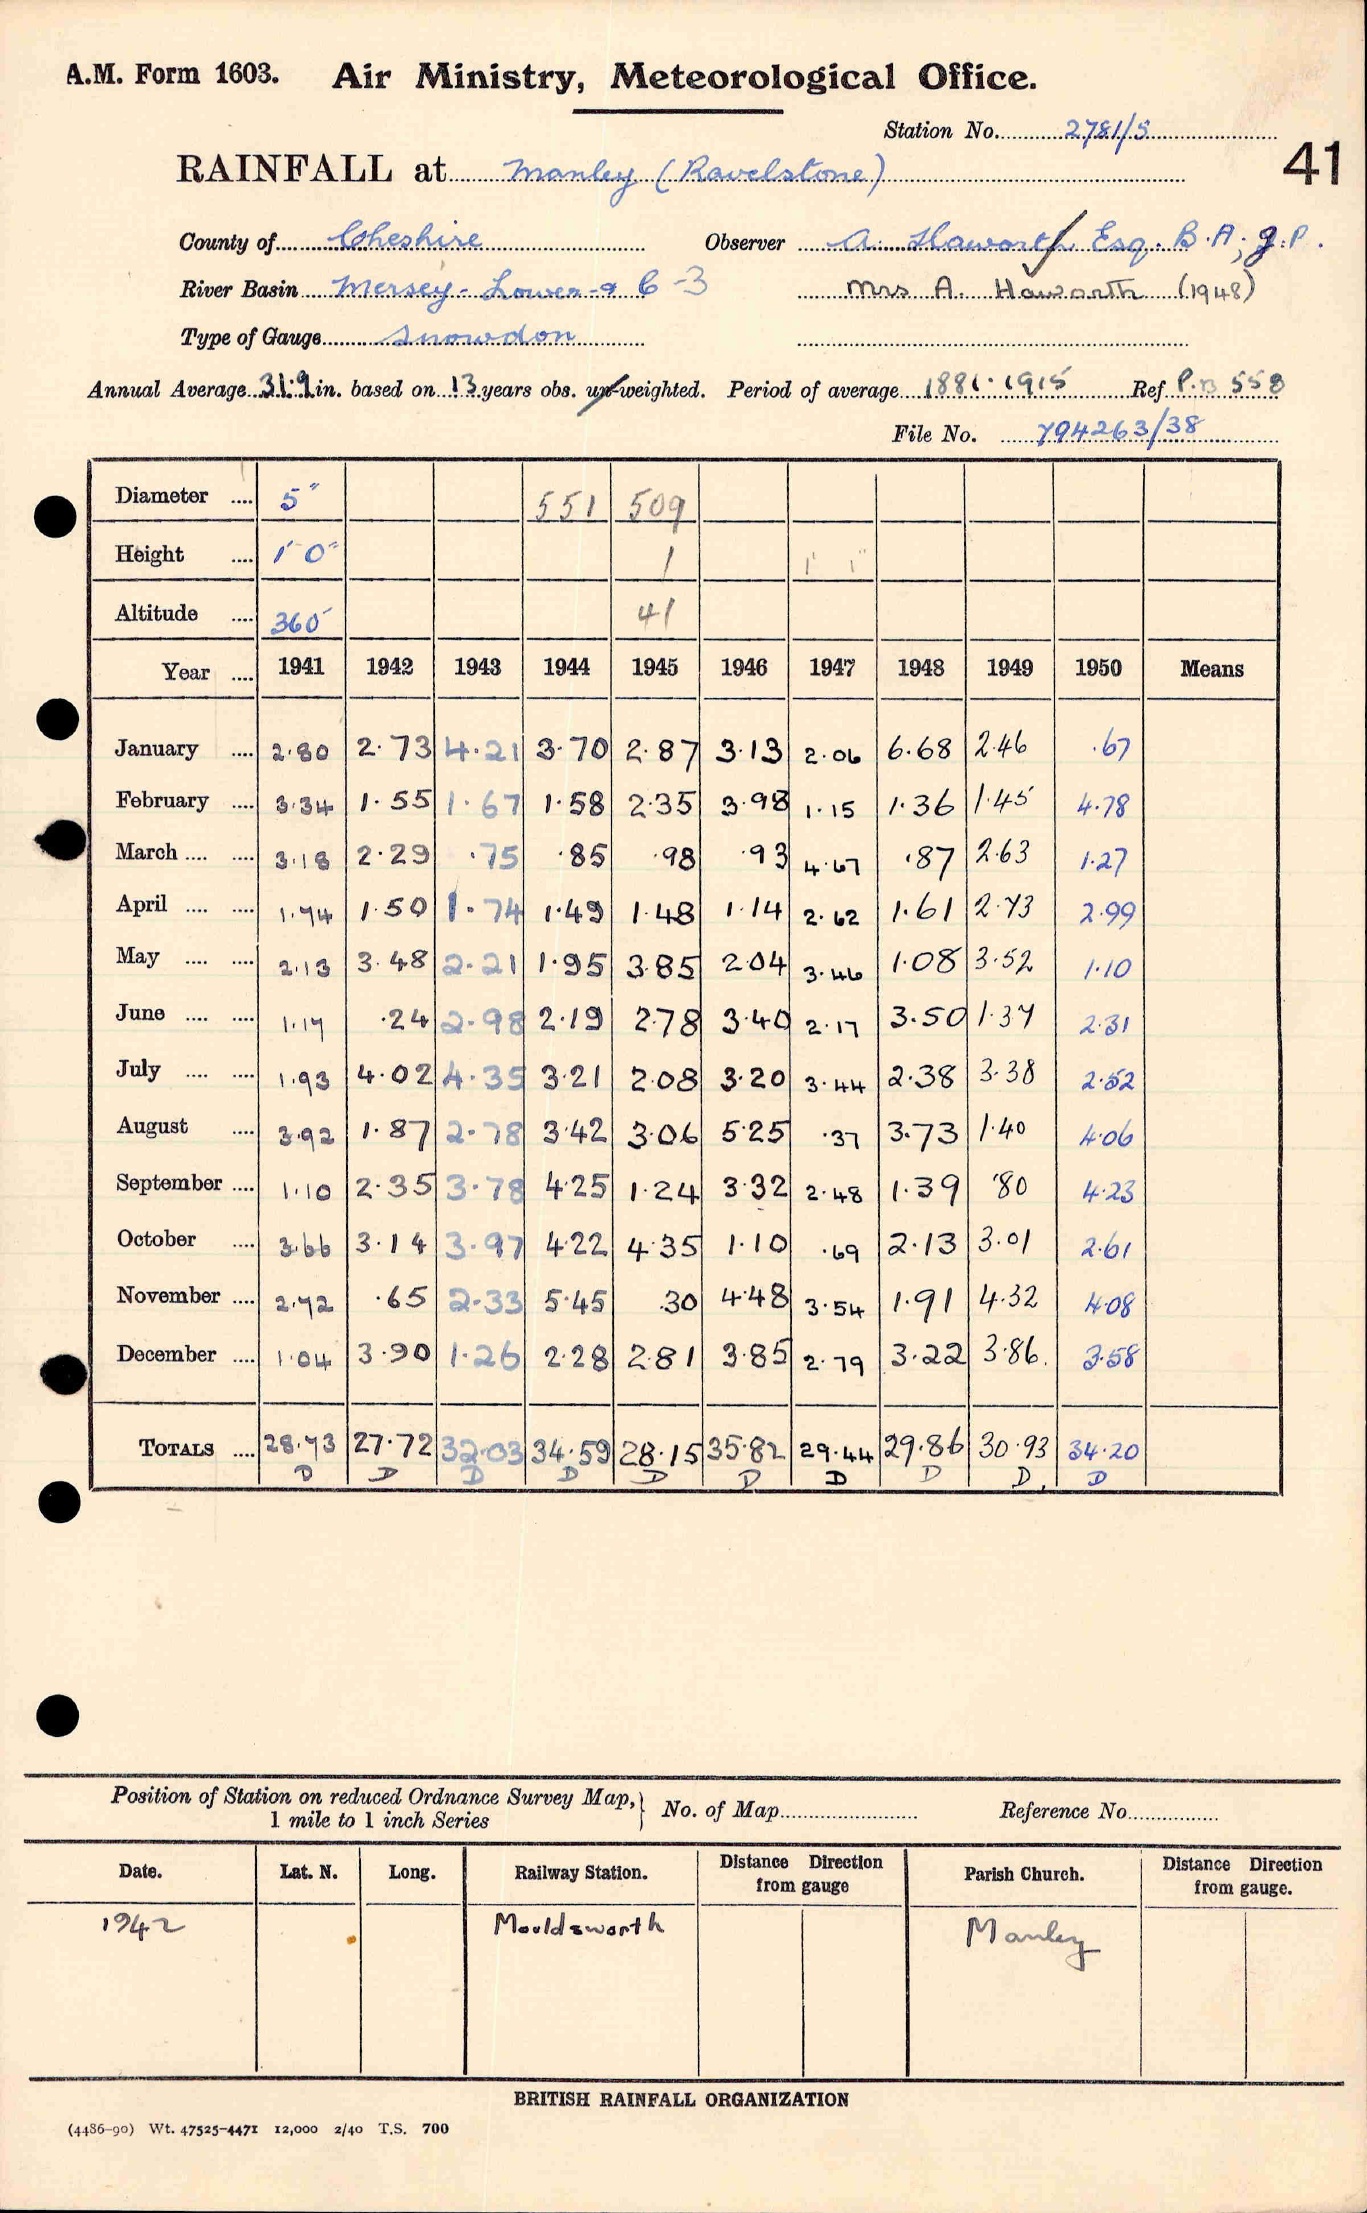 A.M. Form 1603. Air Ministry, Meteorological Office.
Station No. 2781/5
41
RAINFALL at Manley (Ravelstone)
County of Cheshire Observer A. Haworth Esq. B.A; J.P.
River Basin Mersey - Lower C-3 Mrs A. Haworth (1948)
Type of Gauge Snowdon
Annual Average 31.9 in. based on 13 years obs. un-weighted. Period of average 1881-1915 Ref P.B 558
File No. 794263/38
Diameter .... 5" 551 509
Height .... 1' 0" 1 1' 1"
Altitude .... 360' 41
Year .... 1941 1942 1943 1944 1945 1946 1947 1948 1949 1950 Means
January .... 2.80 2.73 4.21 3.70 2.87 3.13 2.06 6.68 2.46 .67
February .... 3.34 1.55 1.67 1.58 2.35 3.98 1.15 1.36 1.45 4.78
March .... .... 3.18 2.29 .75 .85 .98 .93 4.67 .87 2.63 1.27
April .... .... 1.74 1.50 1.74 1.49 1.48 1.14 2.62 1.61 2.73 2.99
May .... .... 2.13 3.48 2.21 1.95 3.85 2.04 3.46 1.08 3.52 1.10
June .... .... 1.17 .24 2.98 2.19 2.78 3.40 2.17 3.50 1.37 2.31
July .... .... 1.93 4.02 4.35 3.21 2.08 3.20 3.44 2.38 3.38 2.52
August .... 3.92 1.87 2.78 3.42 3.06 5.25 .37 3.73 1.40 4.06
September .... 1.10 2.35 3.78 4.25 1.24 3.32 2.48 1.39 .80 4.23
October .... 3.66 3.14 3.97 4.22 4.35 1.10 .69 2.13 3.01 2.61
November .... 2.72 .65 2.33 5.45 .30 4.48 3.54 1.91 4.32 4.08
December .... 1.04 3.90 1.26 2.28 2.81 3.85 2.79 3.22 3.86. 3.58
TOTALS .... 28.73 27.72 32.03 34.59 28.15 35.82 29.44 29.86 30.93 34.20
D D D D D D D D D. D
Position of Station on reduced Ordnance Survey Map, 1 mile to 1 inch Series } No. of Map Reference No.
Date. Lat. N. Long. Railway Station. Distance Direction from gauge Parish Church. Distance Direction from gauge.
1942 Mouldsworth Manley
BRITISH RAINFALL ORGANIZATION
(4486-90) Wt. 47525-4471 12,000 2/40 T.S. 700